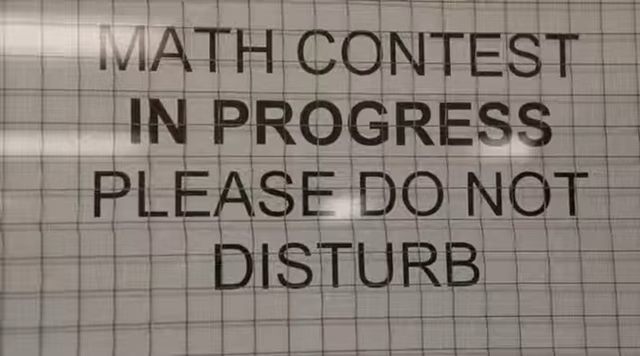 MATH CONTEST
IN PROGRESS
PLEASE DO NOT
DISTURB